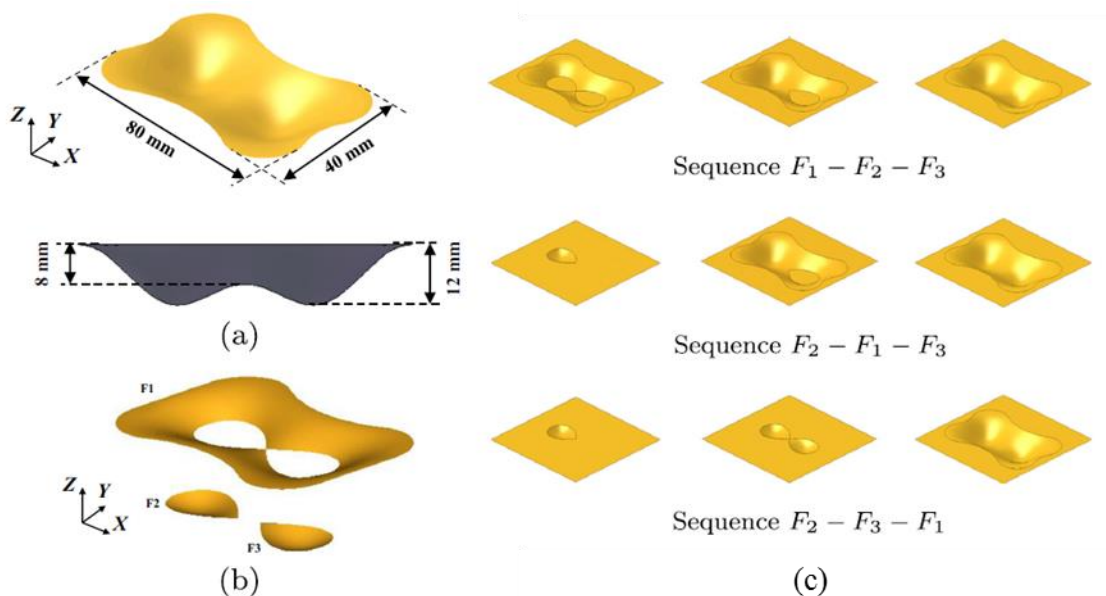 Z
Y
X
80 mm
40 mm
8 mm
12 mm
(a)
F1
Z
Y
X
F2
F3
(b)
Sequence F₁ − F₂ − F₃
Sequence F₂ − F₁ − F₃
Sequence F₂ − F₃ − F₁
(c)